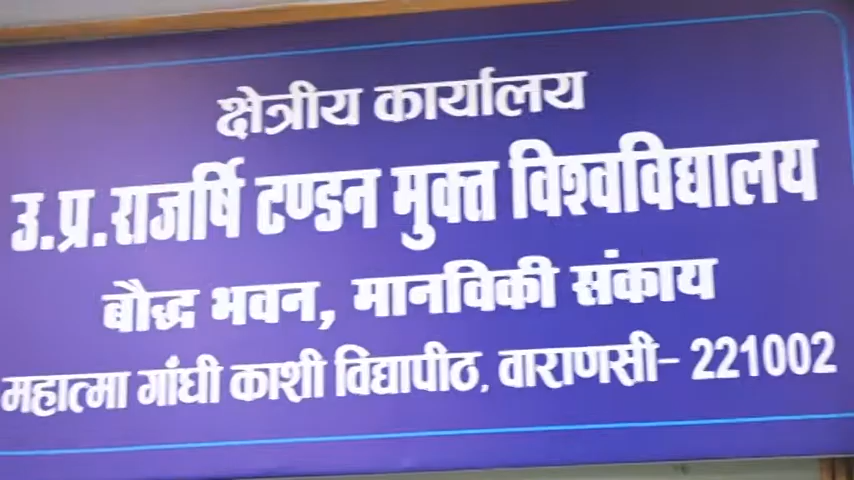 क्षेत्रीय कार्यालय
उ.प्र.राजर्षि टण्डन मुक्त विश्वविद्यालय
बौद्ध भवन, मानविकी संकाय
महात्मा गाँधी काशी विद्यापीठ, वाराणसी- 221002